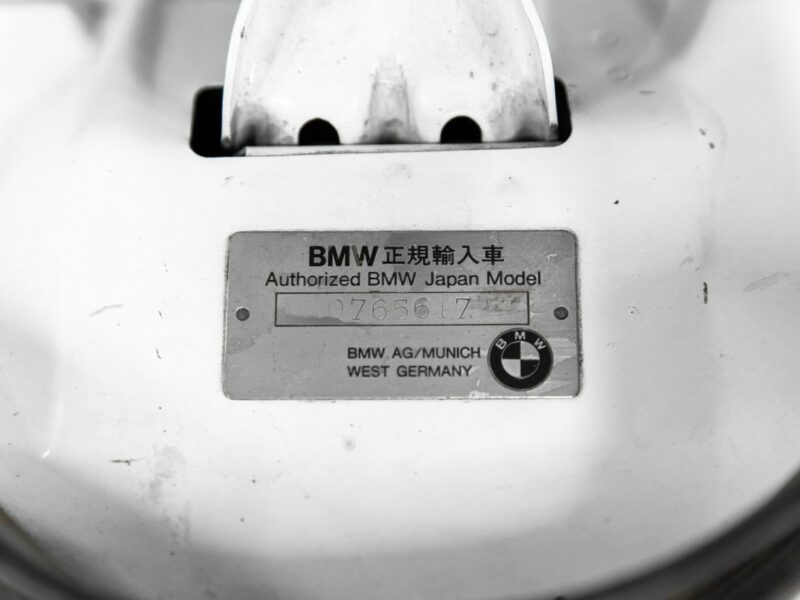 BMW正規輸入車
Authorized BMW Japan Model
0765617
BMW AG/MUNICH
WEST GERMANY
BMW